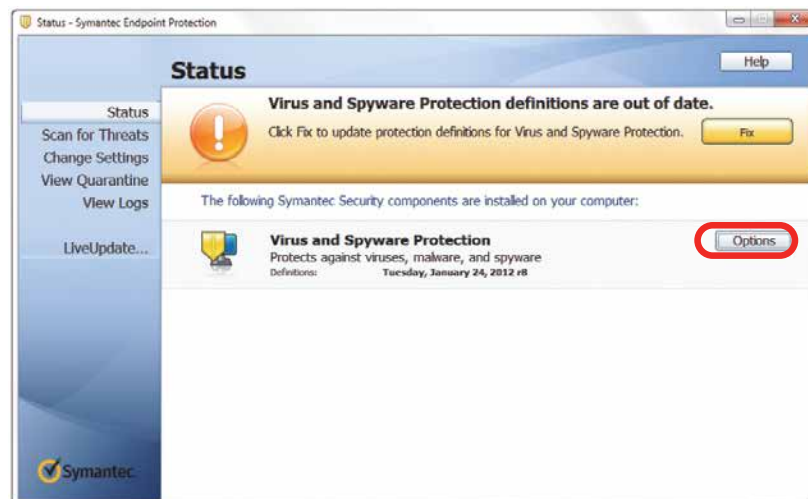 Status - Symantec Endpoint Protection
Status
Help
Status
Scan for Threats
Change Settings
View Quarantine
View Logs
LiveUpdate...
Virus and Spyware Protection definitions are out of date.
Click Fix to update protection definitions for Virus and Spyware Protection.
Fix
The following Symantec Security components are installed on your computer:
Virus and Spyware Protection
Options
Protects against viruses, malware, and spyware
Definitions: Tuesday, January 24, 2012 r8
Symantec.